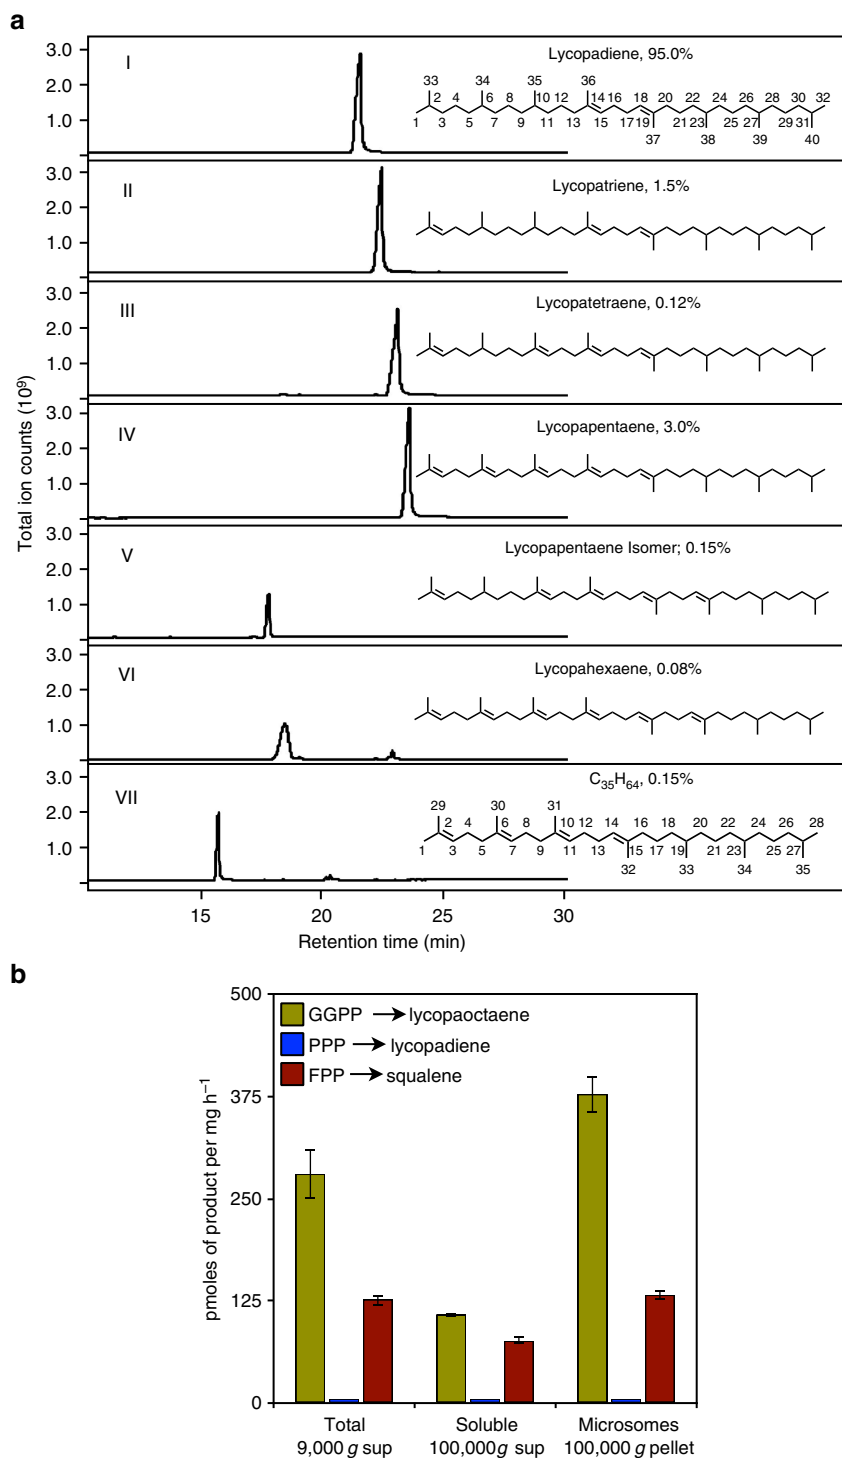 a
Total ion counts (10⁹)
I
Lycopadiene, 95.0%
3.0
2.0
1.0
33 34 35 36
2 4 6 8 10 12 14 16 18 20 22 24 26 28 30 32
1 3 5 7 9 11 13 15 17 19 21 23 25 27 29 31
37 38 39 40
II
Lycopatriene, 1.5%
3.0
2.0
1.0
III
Lycopatetraene, 0.12%
3.0
2.0
1.0
IV
Lycopapentaene, 3.0%
3.0
2.0
1.0
V
Lycopapentaene Isomer; 0.15%
3.0
2.0
1.0
VI
Lycopahexaene, 0.08%
3.0
2.0
1.0
VII
C₃₅H₆₄, 0.15%
3.0
2.0
1.0
29 30 31
2 4 6 8 10 12 14 16 18 20 22 24 26 28
1 3 5 7 9 11 13 15 17 19 21 23 25 27
32 33 34 35
15 20 25 30
Retention time (min)
b
pmoles of product per mg h⁻¹
500
375
250
125
0
GGPP → lycopaoctaene
PPP → lycopadiene
FPP → squalene
Total Soluble Microsomes
9,000 g sup 100,000g sup 100,000 g pellet